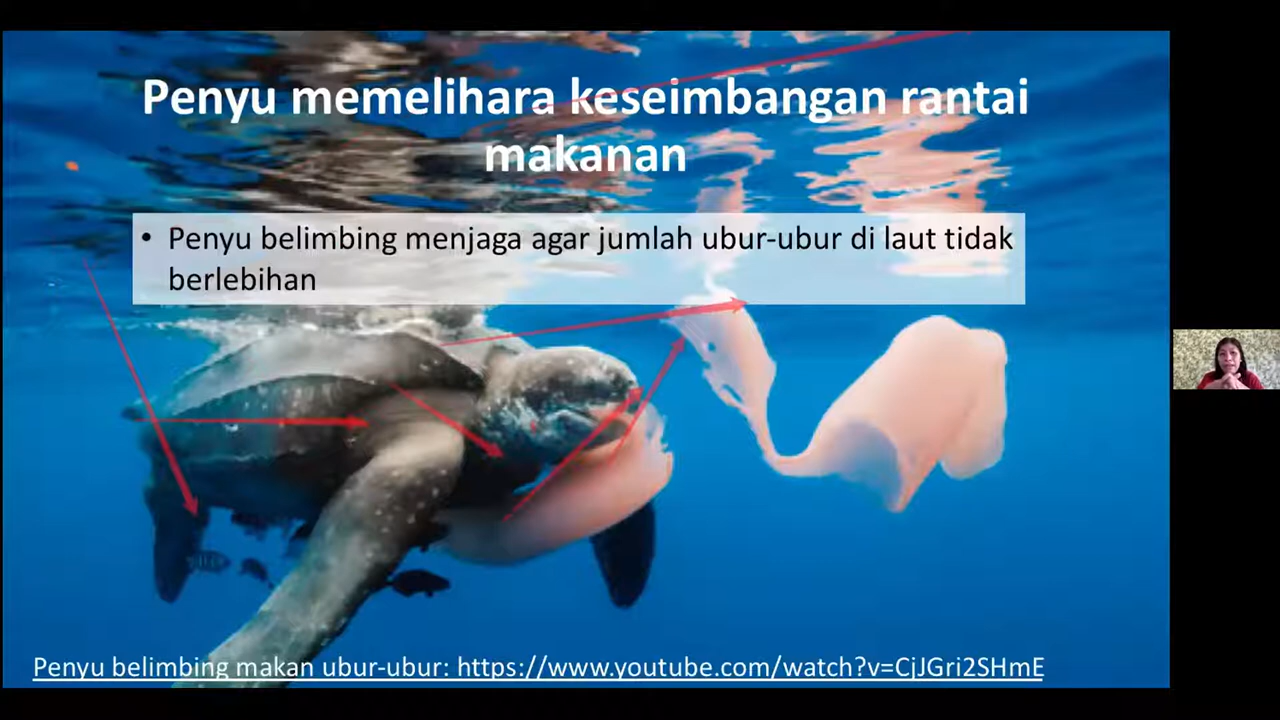 Penyu memelihara keseimbangan rantai
makanan
• Penyu belimbing menjaga agar jumlah ubur-ubur di laut tidak
berlebihan
Penyu belimbing makan ubur-ubur: https://www.youtube.com/watch?v=CjJGri2SHmE